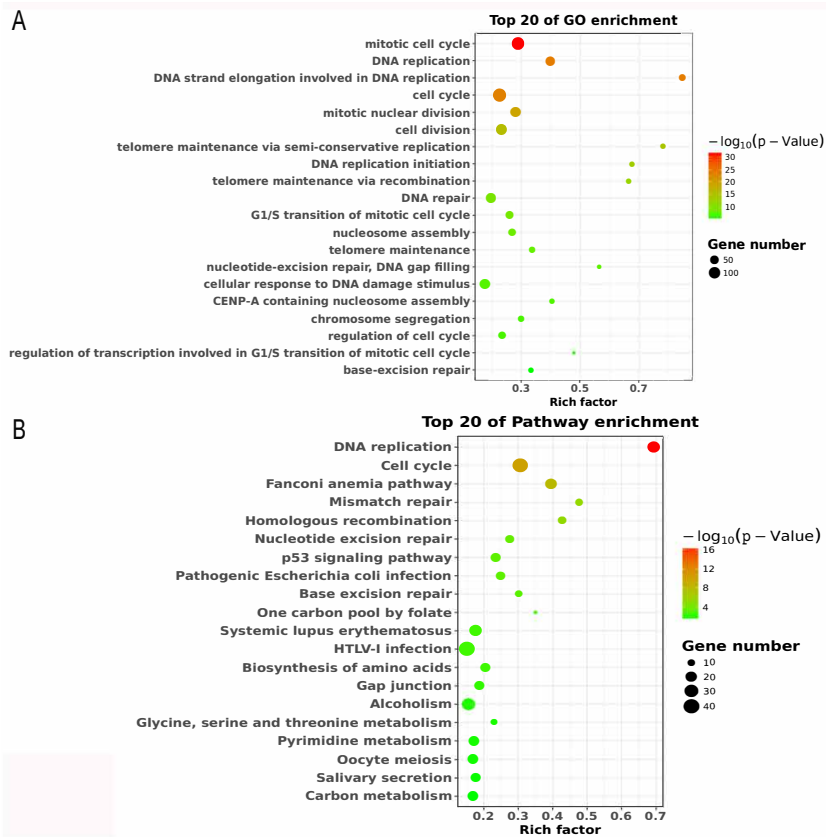 A
Top 20 of GO enrichment
mitotic cell cycle
DNA replication
DNA strand elongation involved in DNA replication
cell cycle
mitotic nuclear division
cell division
telomere maintenance via semi-conservative replication
DNA replication initiation
telomere maintenance via recombination
DNA repair
G1/S transition of mitotic cell cycle
nucleosome assembly
telomere maintenance
nucleotide-excision repair, DNA gap filling
cellular response to DNA damage stimulus
CENP-A containing nucleosome assembly
chromosome segregation
regulation of cell cycle
regulation of transcription involved in G1/S transition of mitotic cell cycle
base-excision repair
0.3 0.5 0.7
Rich factor
−log₁₀(p − Value)
30
25
20
15
10
Gene number
50
100
B
Top 20 of Pathway enrichment
DNA replication
Cell cycle
Fanconi anemia pathway
Mismatch repair
Homologous recombination
Nucleotide excision repair
p53 signaling pathway
Pathogenic Escherichia coli infection
Base excision repair
One carbon pool by folate
Systemic lupus erythematosus
HTLV-I infection
Biosynthesis of amino acids
Gap junction
Alcoholism
Glycine, serine and threonine metabolism
Pyrimidine metabolism
Oocyte meiosis
Salivary secretion
Carbon metabolism
0.2 0.3 0.4 0.5 0.6 0.7
Rich factor
−log₁₀(p − Value)
16
12
8
4
Gene number
10
20
30
40